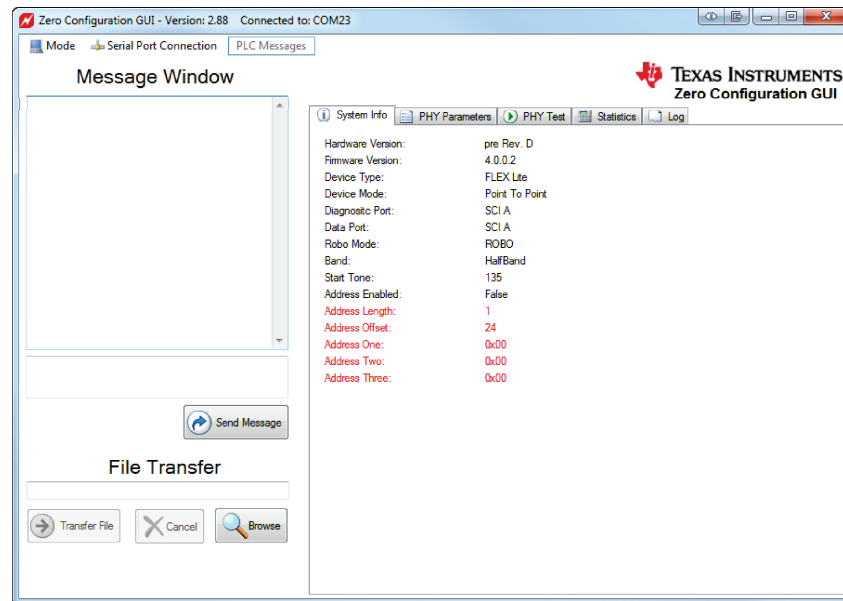 Zero Configuration GUI - Version: 2.88 Connected to: COM23
Mode Serial Port Connection PLC Messages
Message Window
TEXAS INSTRUMENTS
Zero Configuration GUI
System Info PHY Parameters PHY Test Statistics Log
Hardware Version: pre Rev. D
Firmware Version: 4.0.0.2
Device Type: FLEX Lite
Device Mode: Point To Point
Diagnositc Port: SCI A
Data Port: SCI A
Robo Mode: ROBO
Band: HalfBand
Start Tone: 135
Address Enabled: False
Address Length: 1
Address Offset: 24
Address One: 0x00
Address Two: 0x00
Address Three: 0x00
Send Message
File Transfer
Transfer File Cancel Browse